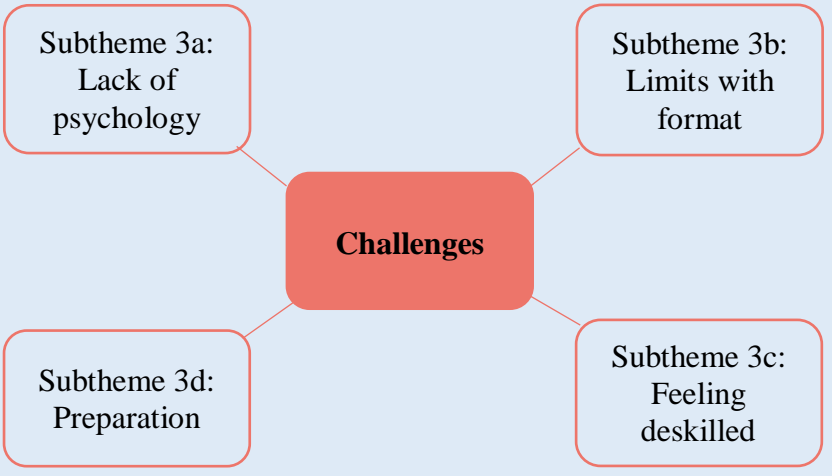 Subtheme 3a:
Lack of
psychology
Subtheme 3b:
Limits with
format
Challenges
Subtheme 3d:
Preparation
Subtheme 3c:
Feeling
deskilled